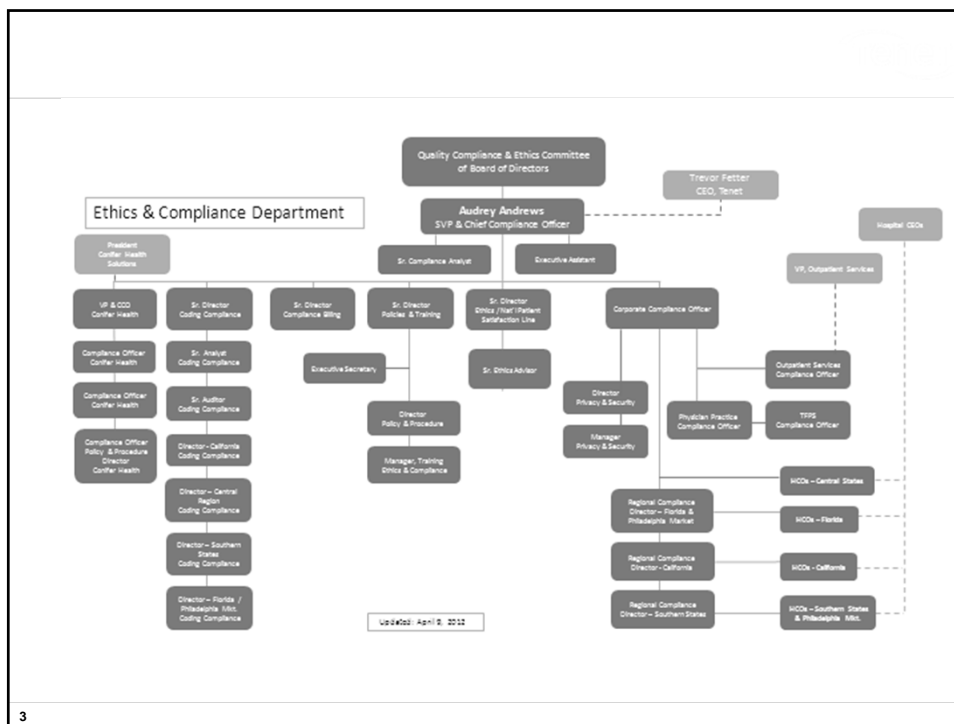 Quality Compliance & Ethics Committee
of Board of Directors
Trevor Fetter
CEO, Tenet
Ethics & Compliance Department
Audrey Andrews
SVP & Chief Compliance Officer
Hospital CEOs
President
Conifer Health
Solutions
Sr. Compliance Analyst
Executive Assistant
VP, Outpatient Services
VP & CCO
Conifer Health
Sr. Director
Coding Compliance
Sr. Director
Compliance Billing
Sr. Director
Policies & Training
Sr. Director
Ethics / Nat'l Patient
Satisfaction Line
Corporate Compliance Officer
Compliance Officer
Conifer Health
Sr. Analyst
Coding Compliance
Executive Secretary
Sr. Ethics Advisor
Outpatient Services
Compliance Officer
Compliance Officer
Conifer Health
Sr. Auditor
Coding Compliance
Director
Policy & Procedure
Director
Privacy & Security
Physician Practice
Compliance Officer
TFPS
Compliance Officer
Compliance Officer
Policy & Procedure
Director
Conifer Health
Director - California
Coding Compliance
Manager, Training
Ethics & Compliance
Manager
Privacy & Security
Director – Central
Region
Coding Compliance
HCOs – Central States
Regional Compliance
Director – Florida &
Philadelphia Market
HCOs – Florida
Director – Southern
States
Coding Compliance
Regional Compliance
Director - California
HCOs - California
Director – Florida /
Philadelphia Mkt.
Coding Compliance
Regional Compliance
Director – Southern States
HCOs – Southern States
& Philadelphia Mkt.
Updated: April 9, 2012
3